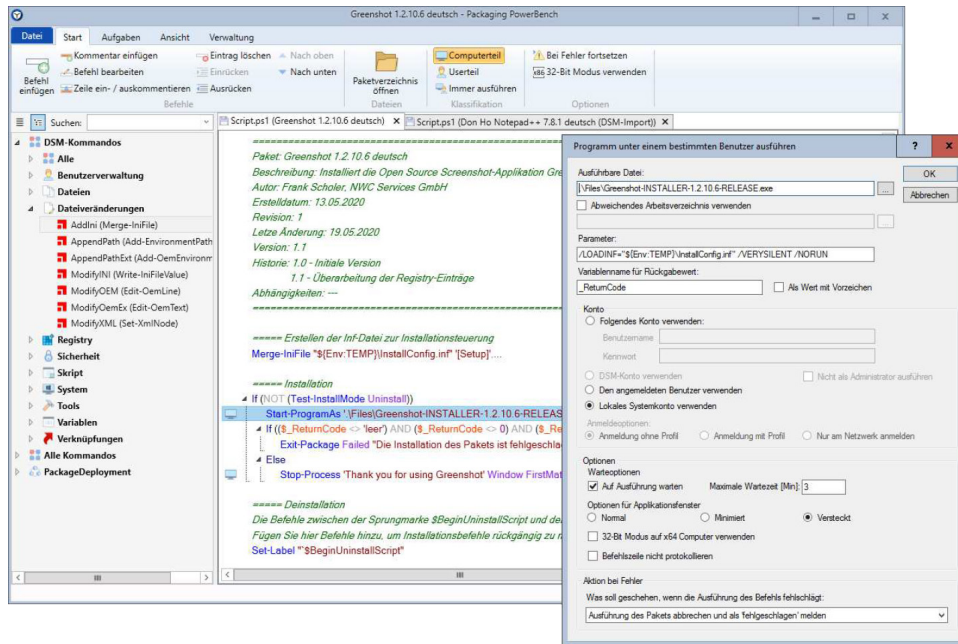 Greenshot 1.2.10.6 deutsch - Packaging PowerBench
Datei Start Aufgaben Ansicht Verwaltung
Befehl einfügen
Kommentar einfügen
Befehl bearbeiten
Zeile ein- / auskommentieren
Eintrag löschen
Einrücken
Ausrücken
Nach oben
Nach unten
Befehle
Paketverzeichnis öffnen
Dateien
Computerteil
Userteil
Immer ausführen
Klassifikation
Bei Fehler fortsetzen
x86 32-Bit Modus verwenden
Optionen
Suchen:
DSM-Kommandos
Alle
Benutzerverwaltung
Dateien
Dateiveränderungen
AddIni (Merge-IniFile)
AppendPath (Add-EnvironmentPath
AppendPathExt (Add-OemEnvironm
ModifyINI (Write-IniFileValue)
ModifyOEM (Edit-OemLine)
ModifyOemEx (Edit-OemText)
ModifyXML (Set-XmlNode)
Registry
Sicherheit
Skript
System
Tools
Variablen
Verknüpfungen
Alle Kommandos
PackageDeployment
Script.ps1 (Greenshot 1.2.10.6 deutsch) X
Script.ps1 (Don Ho Notepad++ 7.8.1 deutsch (DSM-Import)) X
Paket: Greenshot 1.2.10.6 deutsch
Beschreibung: Installiert die Open Source Screenshot-Applikation Gre
Autor: Frank Scholer, NWC Services GmbH
Erstelldatum: 13.05.2020
Revision: 1
Letze Änderung: 19.05.2020
Version: 1.1
Historie: 1.0 - Initiale Version
1.1 - Überarbeitung der Registry-Einträge
Abhängigkeiten: ---
===== Erstellen der Inf-Datei zur Installationsteuerung
Merge-IniFile "${Env:TEMP}\InstallConfig.inf" '[Setup]'....
===== Installation
If (NOT (Test-InstallMode Uninstall))
Start-ProgramAs '.\Files\Greenshot-INSTALLER-1.2.10.6-RELEAS
If (($_ReturnCode <> 'leer') AND ($_ReturnCode <> 0) AND ($_Re
Exit-Package Failed "Die Installation des Pakets ist fehlgeschlag
Else
Stop-Process 'Thank you for using Greenshot' Window FirstMat
===== Deinstallation
Die Befehle zwischen der Sprungmarke $BeginUninstallScript und de
Fügen Sie hier Befehle hinzu, um Installationsbefehle rückgängig zu
Set-Label "`$BeginUninstallScript"
Programm unter einem bestimmten Benutzer ausführen ? x
Ausführbare Datei:
.\Files\Greenshot-INSTALLER-1.2.10.6-RELEASE.exe
...
OK
Abbrechen
Abweichendes Arbeitsverzeichnis verwenden
Parameter:
/LOADINF="${Env:TEMP}\InstallConfig.inf" /VERYSILENT /NORUN
Variablenname für Rückgabewert:
_ReturnCode
Als Wert mit Vorzeichen
Konto
Folgendes Konto verwenden:
Benutzername
Kennwort
DSM-Konto verwenden
Nicht als Administrator ausführen
Den angemeldeten Benutzer verwenden
Lokales Systemkonto verwenden
Anmeldeoptionen:
Anmeldung ohne Profil Anmeldung mit Profil Nur am Netzwerk anmelden
Optionen
Warteoptionen
Auf Ausführung warten Maximale Wartezeit [Min]: 3
Optionen für Applikationsfenster
Normal Minimiert Versteckt
32-Bit Modus auf x64 Computer verwenden
Befehlszeile nicht protokollieren
Aktion bei Fehler
Was soll geschehen, wenn die Ausführung des Befehls fehlschlägt:
Ausführung des Pakets abbrechen und als 'fehlgeschlagen' melden